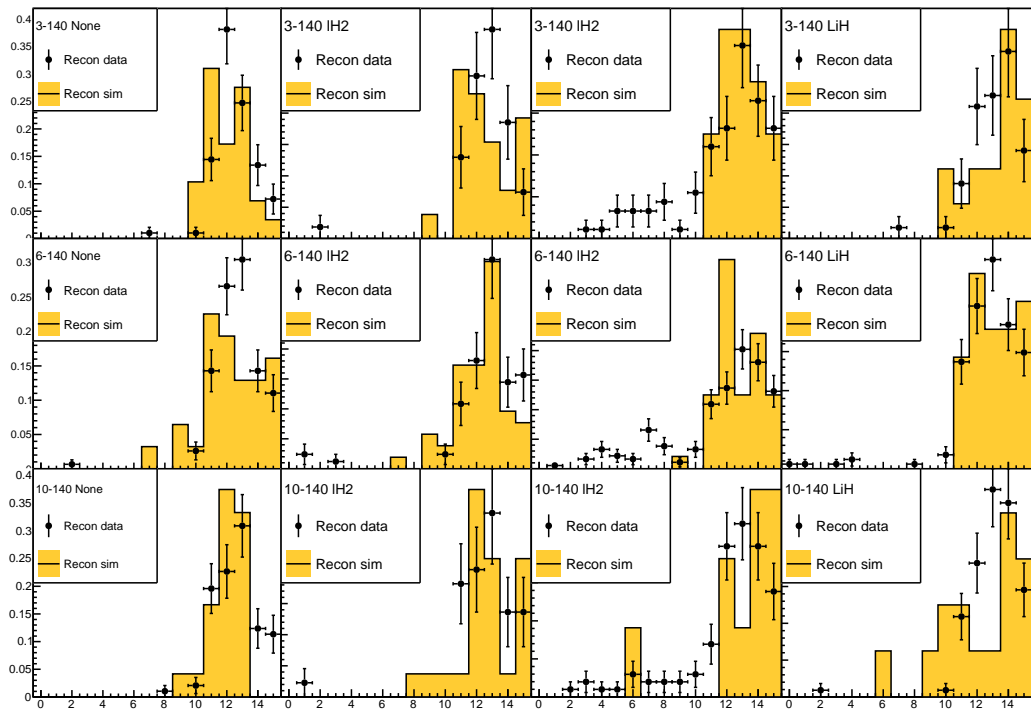 3-140 None
Recon data
Recon sim
3-140 lH2
Recon data
Recon sim
3-140 lH2
Recon data
Recon sim
3-140 LiH
Recon data
Recon sim
0.4
0.35
0.3
0.25
0.2
0.15
0.1
0.05
0
6-140 None
Recon data
Recon sim
6-140 lH2
Recon data
Recon sim
6-140 lH2
Recon data
Recon sim
6-140 LiH
Recon data
Recon sim
0.3
0.25
0.2
0.15
0.1
0.05
0
10-140 None
Recon data
Recon sim
10-140 lH2
Recon data
Recon sim
10-140 lH2
Recon data
Recon sim
10-140 LiH
Recon data
Recon sim
0.4
0.35
0.3
0.25
0.2
0.15
0.1
0.05
0
0 2 4 6 8 10 12 14 0 2 4 6 8 10 12 14 0 2 4 6 8 10 12 14 0 2 4 6 8 10 12 14